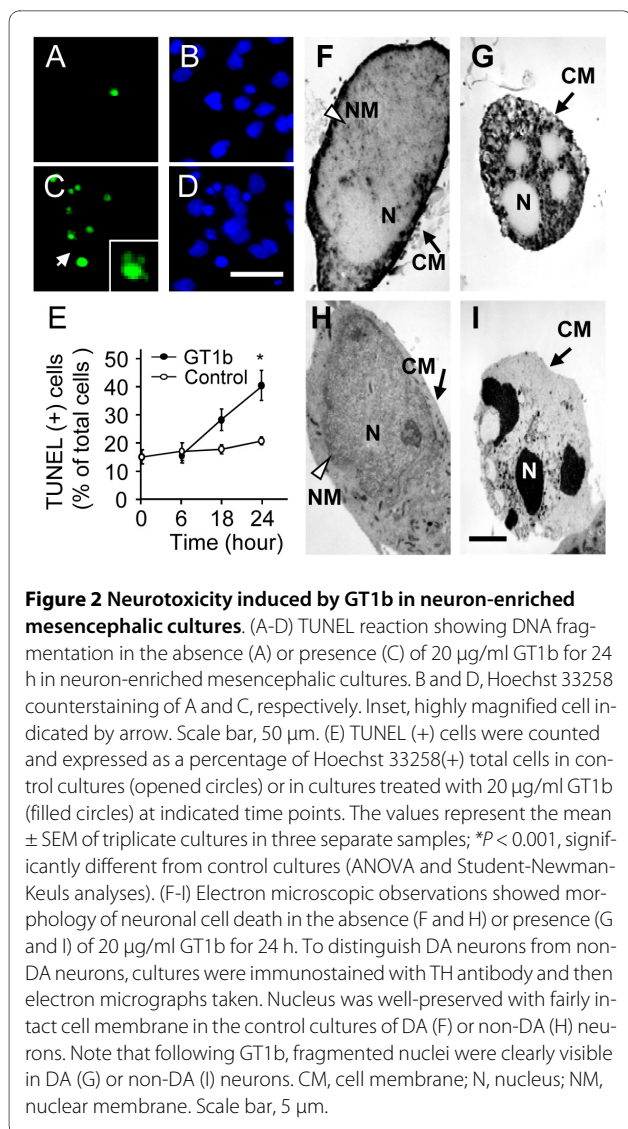 A
B
C
D
F
NM
N
CM
G
CM
N
E
TUNEL (+) cells
(% of total cells )
50
40
30
20
10
0
GT1b
Control
*
0
6
18
24
Time (hour)
H
CM
N
NM
I
CM
N
Figure 2 Neurotoxicity induced by GT1b in neuron-enriched
mesencephalic cultures. (A-D) TUNEL reaction showing DNA frag-
mentation in the absence (A) or presence (C) of 20 μg/ml GT1b for 24
h in neuron-enriched mesencephalic cultures. B and D, Hoechst 33258
counterstaining of A and C, respectively. Inset, highly magnified cell in-
dicated by arrow. Scale bar, 50 μm. (E) TUNEL (+) cells were counted
and expressed as a percentage of Hoechst 33258(+) total cells in con-
trol cultures (opened circles) or in cultures treated with 20 μg/ml GT1b
(filled circles) at indicated time points. The values represent the mean
± SEM of triplicate cultures in three separate samples; *P < 0.001, signif-
icantly different from control cultures (ANOVA and Student-Newman-
Keuls analyses). (F-I) Electron microscopic observations showed mor-
phology of neuronal cell death in the absence (F and H) or presence (G
and I) of 20 μg/ml GT1b for 24 h. To distinguish DA neurons from non-
DA neurons, cultures were immunostained with TH antibody and then
electron micrographs taken. Nucleus was well-preserved with fairly in-
tact cell membrane in the control cultures of DA (F) or non-DA (H) neu-
rons. Note that following GT1b, fragmented nuclei were clearly visible
in DA (G) or non-DA (I) neurons. CM, cell membrane; N, nucleus; NM,
nuclear membrane. Scale bar, 5 μm.